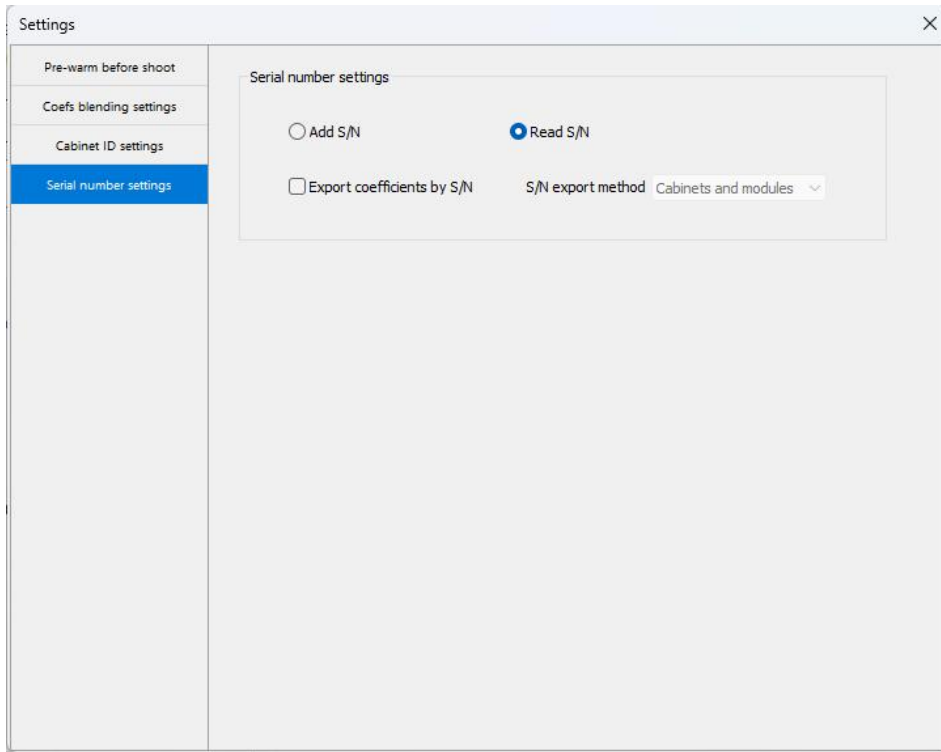 Settings
Pre-warm before shoot
Coefs blending settings
Cabinet ID settings
Serial number settings
Serial number settings
Add S/N
Read S/N
Export coefficients by S/N
S/N export method
Cabinets and modules